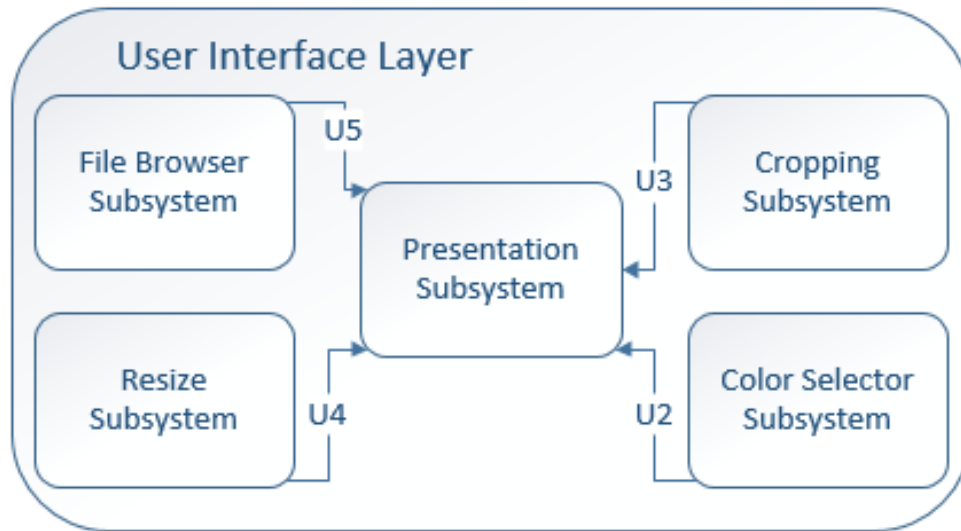 User Interface Layer
File Browser
Subsystem
U5
Presentation
Subsystem
U3
Cropping
Subsystem
Resize
Subsystem
U4
U2
Color Selector
Subsystem